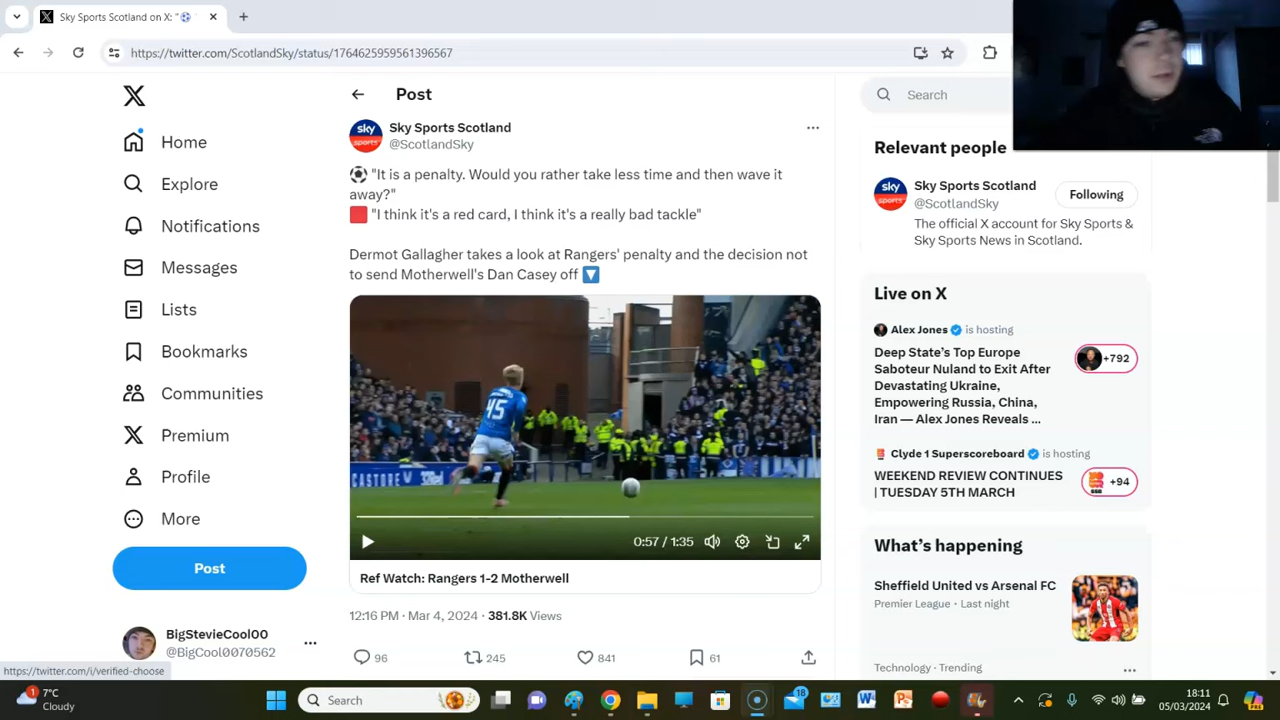 Sky Sports Scotland on X: "⚽
https://twitter.com/ScotlandSky/status/1764625959561396567
Home
Explore
Notifications
Messages
Lists
Bookmarks
Communities
Premium
Profile
More
Post
BigStevieCool00
@BigCool0070562
https://twitter.com/i/verified-choose
Post
sky sports
Sky Sports Scotland
@ScotlandSky
⚽ "It is a penalty. Would you rather take less time and then wave it
away?"
🟥 "I think it's a red card, I think it's a really bad tackle"
Dermot Gallagher takes a look at Rangers' penalty and the decision not
to send Motherwell's Dan Casey off 🔽
45
CASTORE
0:57 / 1:35
Ref Watch: Rangers 1-2 Motherwell
12:16 PM · Mar 4, 2024 · 381.8K Views
96
245
841
61
Search
Relevant people
sky sports
Sky Sports Scotland
Following
@ScotlandSky
The official X account for Sky Sports &
Sky Sports News in Scotland.
Live on X
Alex Jones is hosting
Deep State's Top Europe
Saboteur Nuland to Exit After
Devastating Ukraine,
Empowering Russia, China,
Iran — Alex Jones Reveals ...
+792
Clyde 1 Superscoreboard is hosting
WEEKEND REVIEW CONTINUES
| TUESDAY 5TH MARCH
SSB
+94
What's happening
Sheffield United vs Arsenal FC
Premier League · Last night
Technology · Trending
1
7°C
Cloudy
Search
18
18:11
05/03/2024